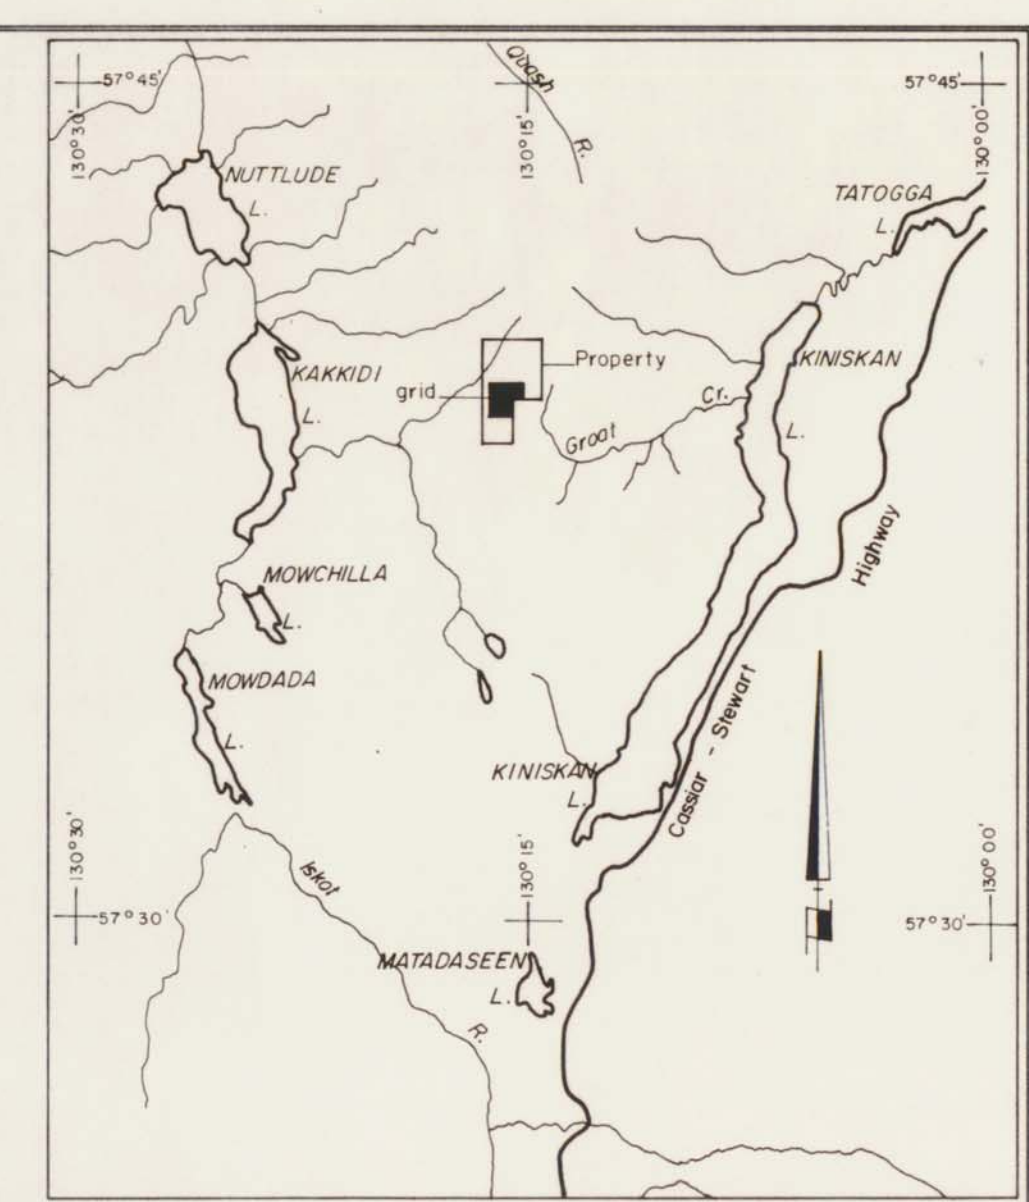 Quash R.
57° 45'
57° 45'
130° 30'
130° 15'
130° 00'
NUTTLUDE
L.
TATOGGA
L.
KAKKIDI
L.
Property
grid
KINISKAN
L.
Groat Cr.
Highway
MOWCHILLA
L.
MOWDADA
L.
KINISKAN
L.
Cassiar - Stewart
130° 30'
130° 15'
130° 00'
Iskot R.
57° 30'
57° 30'
MATADASEEN
L.